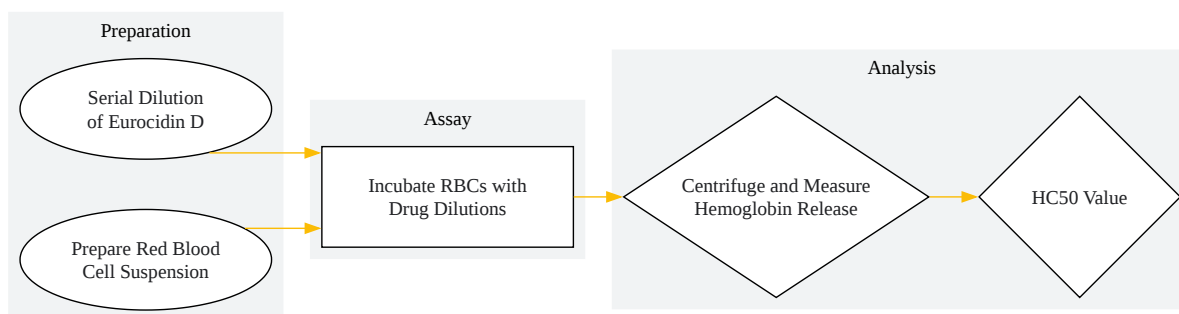 Preparation
Serial Dilution
of Eurocidin D
Prepare Red Blood
Cell Suspension
Assay
Incubate RBCs with
Drug Dilutions
Analysis
Centrifuge and Measure
Hemoglobin Release
HC50 Value